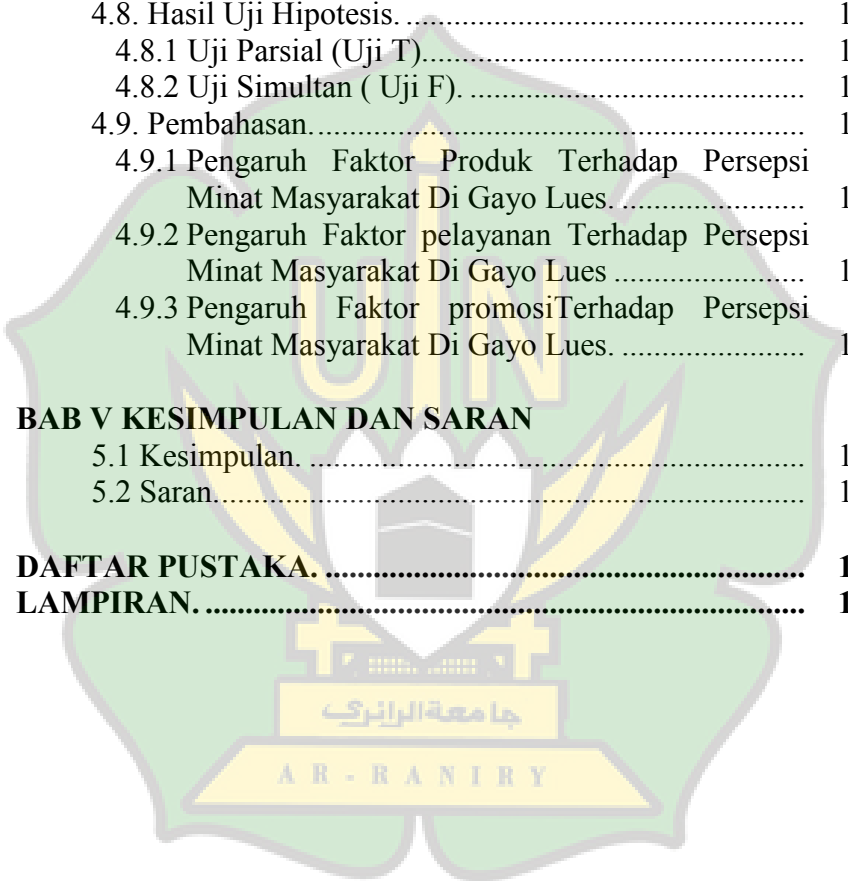 4.8. Hasil Uji Hipotesis. .......................................................... 1
4.8.1 Uji Parsial (Uji T)....................................................... 1
4.8.2 Uji Simultan ( Uji F). ................................................. 1
4.9. Pembahasan. ....................................................................... 1
4.9.1 Pengaruh Faktor Produk Terhadap Persepsi
Minat Masyarakat Di Gayo Lues. ........................... 1
4.9.2 Pengaruh Faktor pelayanan Terhadap Persepsi
Minat Masyarakat Di Gayo Lues ............................ 1
4.9.3 Pengaruh Faktor promosiTerhadap Persepsi
Minat Masyarakat Di Gayo Lues. ........................... 1
BAB V KESIMPULAN DAN SARAN
5.1 Kesimpulan. ........................................................................ 1
5.2 Saran..................................................................................... 1
DAFTAR PUSTAKA. .......................................................... 1
LAMPIRAN. ......................................................................... 1
UIN
جامعة الرانري
AR-RANIRY